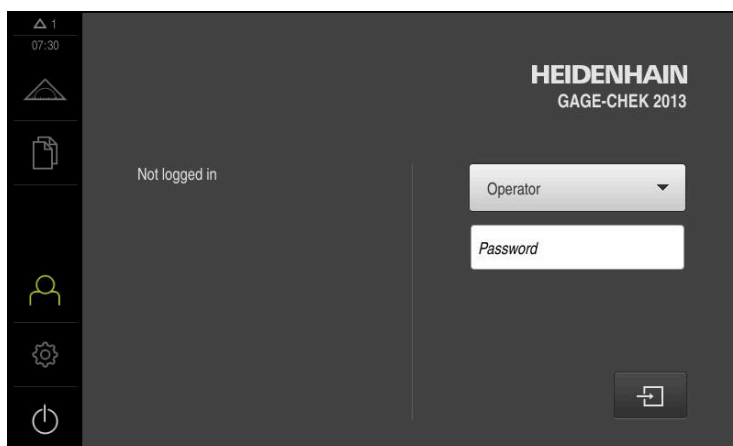 1
07:30
HEIDENHAIN
GAGE-CHEK 2013
Not logged in
Operator
Password